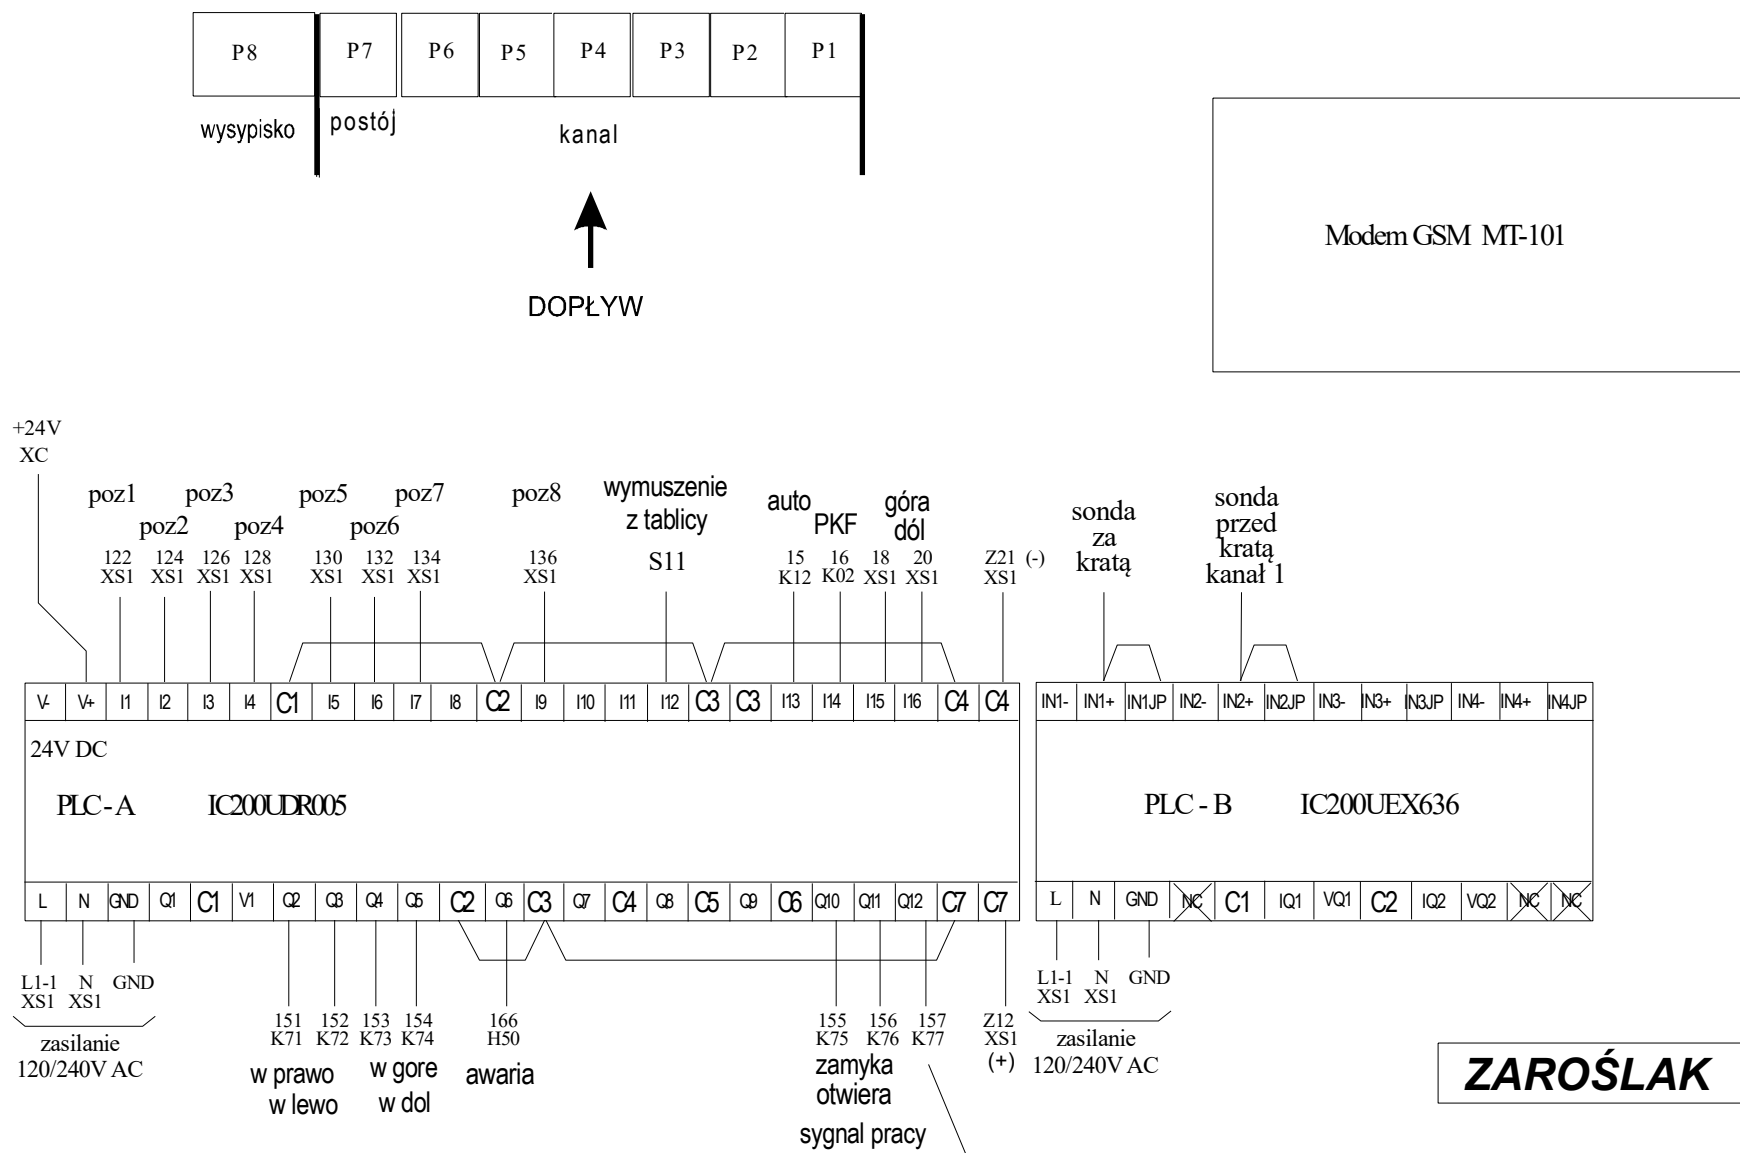 P8 P7 P6 P5 P4 P3 P2 P1
wysypisko postój kanal
DOPŁYW
Modem GSM MT-101
+24V
XC
poz1 poz3 poz5 poz7 poz8
poz2 poz4 poz6
wymuszenie
z tablicy
S11
auto
PKF
góra
dól
122 124 126 128 130 132 134 136 15 16 18 20 Z21 (-)
XS1 XS1 XS1 XS1 XS1 XS1 XS1 XS1 K12 K02 XS1 XS1 XS1
sonda
za
kratą
sonda
przed
kratą
kanał 1
V- V+ I1 I2 I3 I4 C1 I5 I6 I7 I8 C2 I9 I10 I11 I12 C3 C3 I13 I14 I15 I16 C4 C4
IN1- IN1+ IN1JP IN2- IN2+ IN2JP IN3- IN3+ IN3JP IN4- IN4+ IN4JP
24V DC
PLC-A IC200UDR005
PLC - B IC200UEX636
L N GND Q1 C1 V1 Q2 Q3 Q4 Q5 C2 Q6 C3 Q7 C4 Q8 C5 Q9 C6 Q10 Q11 Q12 C7 C7
L N GND NC C1 IQ1 VQ1 C2 IQ2 VQ2 NC NC
L1-1 N GND
XS1 XS1
zasilanie
120/240V AC
151 152 153 154 166 155 156 157 Z12
K71 K72 K73 K74 H50 K75 K76 K77 XS1
(+)
w prawo
w lewo
w gore
w dol
awaria
zamyka
otwiera
sygnal pracy
L1-1 N GND
XS1 XS1
zasilanie
120/240V AC
ZAROŚLAK